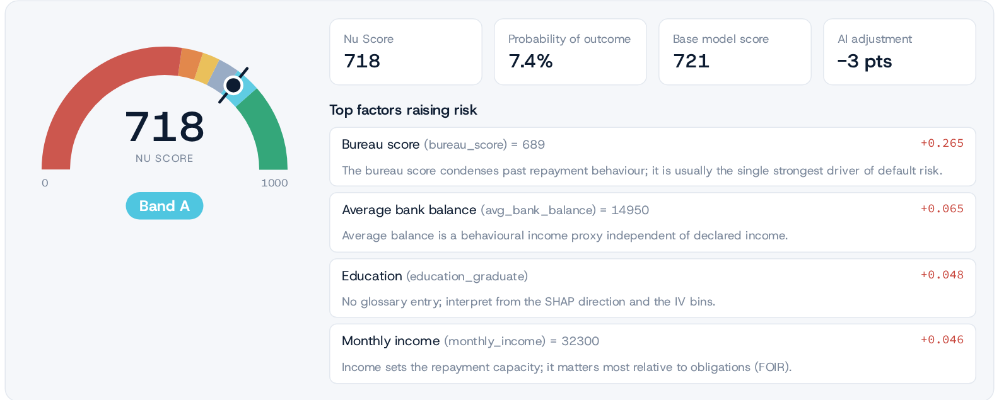 718
NU SCORE
0
1000
Band A
Nu Score
718
Probability of outcome
7.4%
Base model score
721
AI adjustment
−3 pts
Top factors raising risk
Bureau score (bureau_score) = 689
+0.265
The bureau score condenses past repayment behaviour; it is usually the single strongest driver of default risk.
Average bank balance (avg_bank_balance) = 14950
+0.065
Average balance is a behavioural income proxy independent of declared income.
Education (education_graduate)
+0.048
No glossary entry; interpret from the SHAP direction and the IV bins.
Monthly income (monthly_income) = 32300
+0.046
Income sets the repayment capacity; it matters most relative to obligations (FOIR).